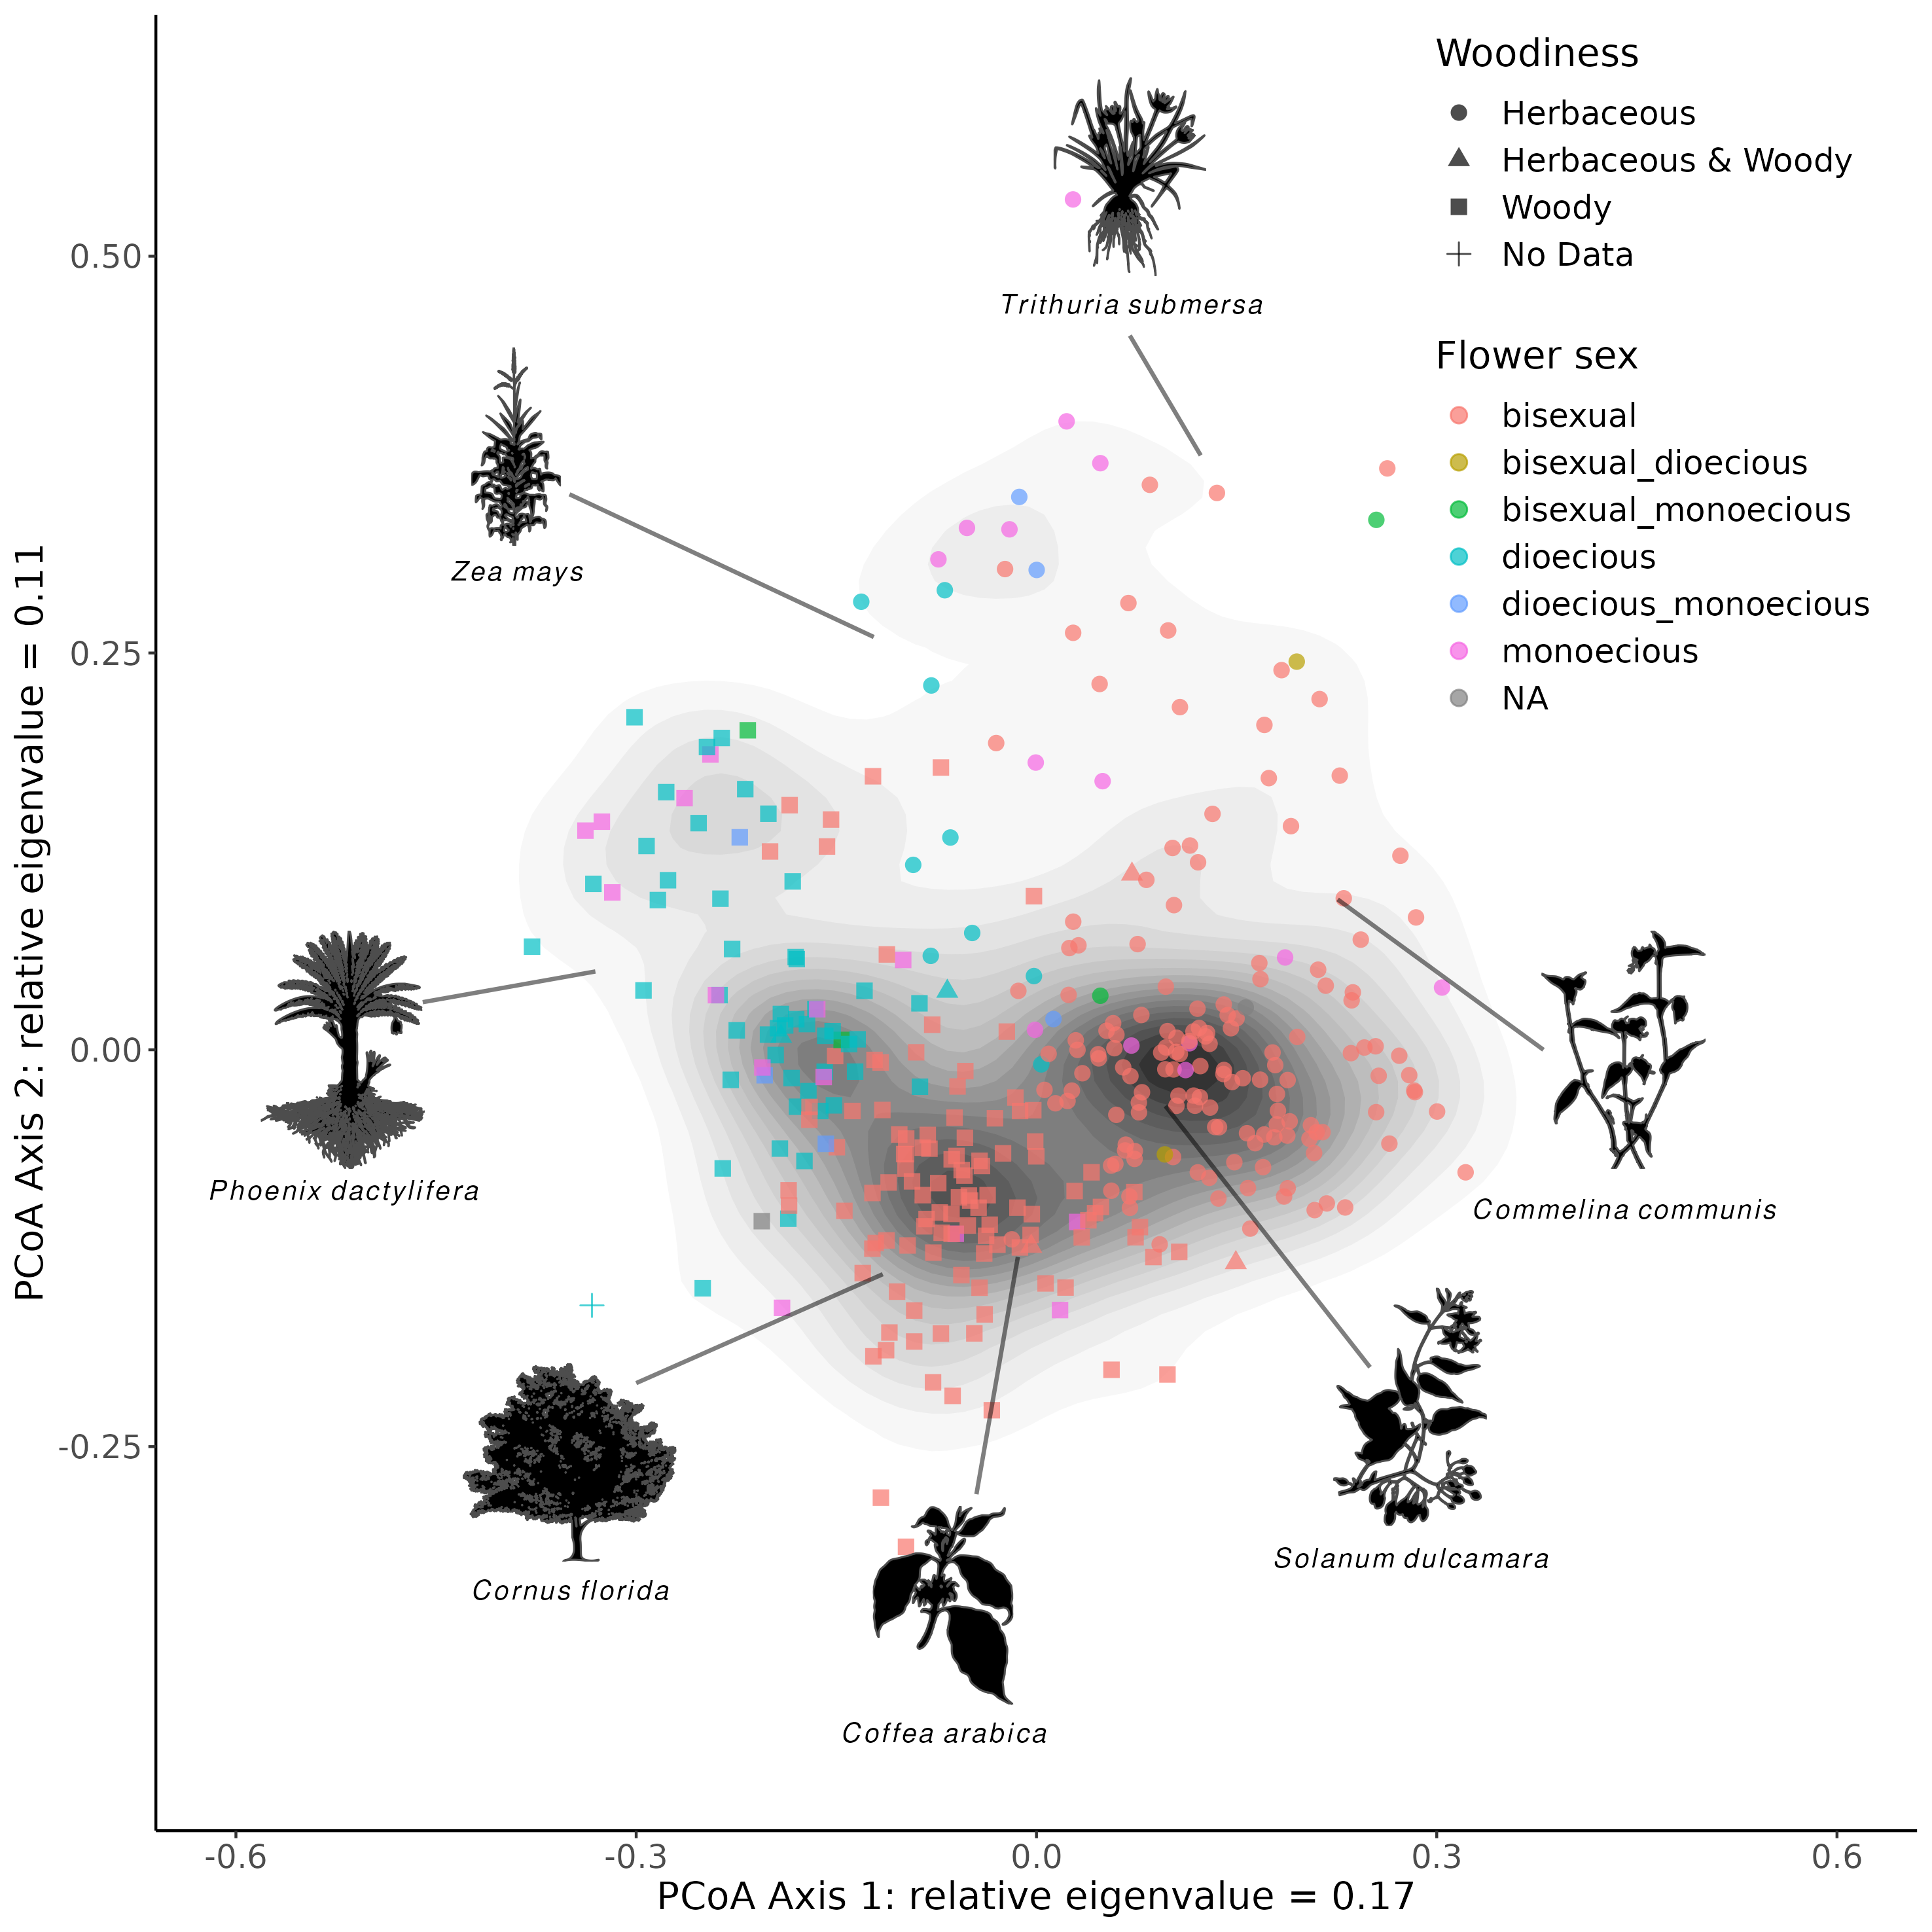 Woodiness
Herbaceous
Herbaceous & Woody
Woody
No Data
Flower sex
bisexual
bisexual_dioecious
bisexual_monoecious
dioecious
dioecious_monoecious
monoecious
NA
Trithuria submersa
Zea mays
Phoenix dactylifera
Commelina communis
Cornus florida
Solanum dulcamara
Coffea arabica
0.50
0.25
0.00
-0.25
PCoA Axis 2: relative eigenvalue = 0.11
-0.6
-0.3
0.0
0.3
0.6
PCoA Axis 1: relative eigenvalue = 0.17